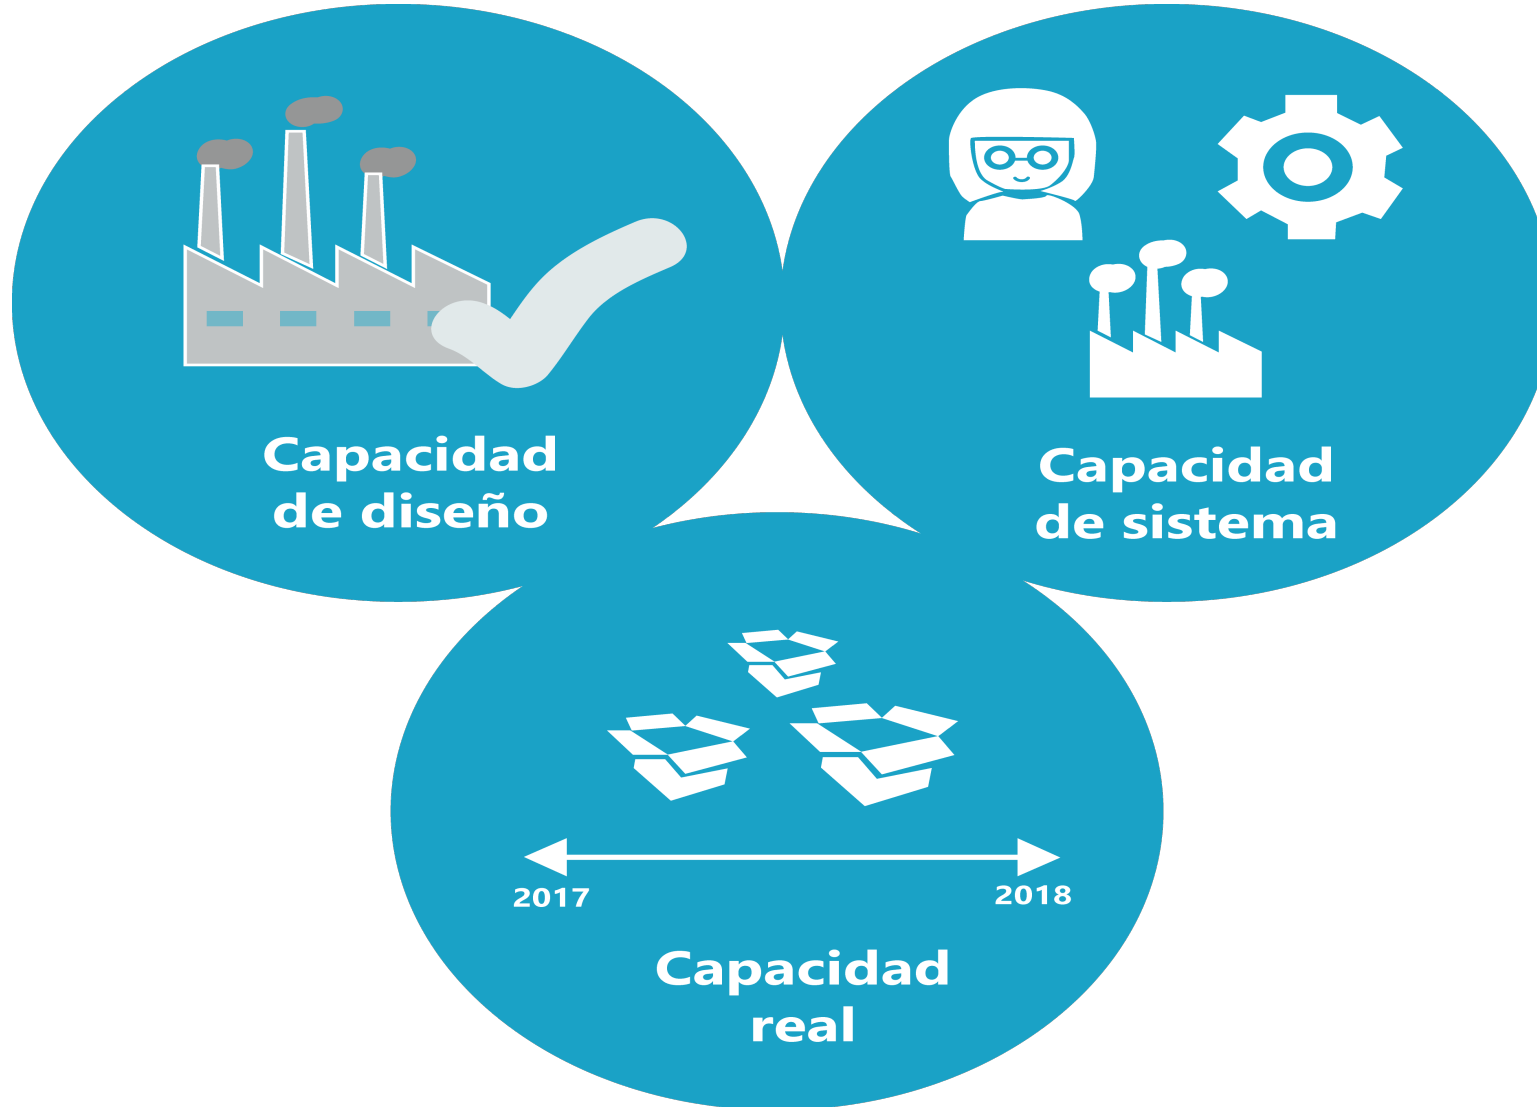 Capacidad
de diseño
Capacidad
de sistema
2017
2018
Capacidad
real